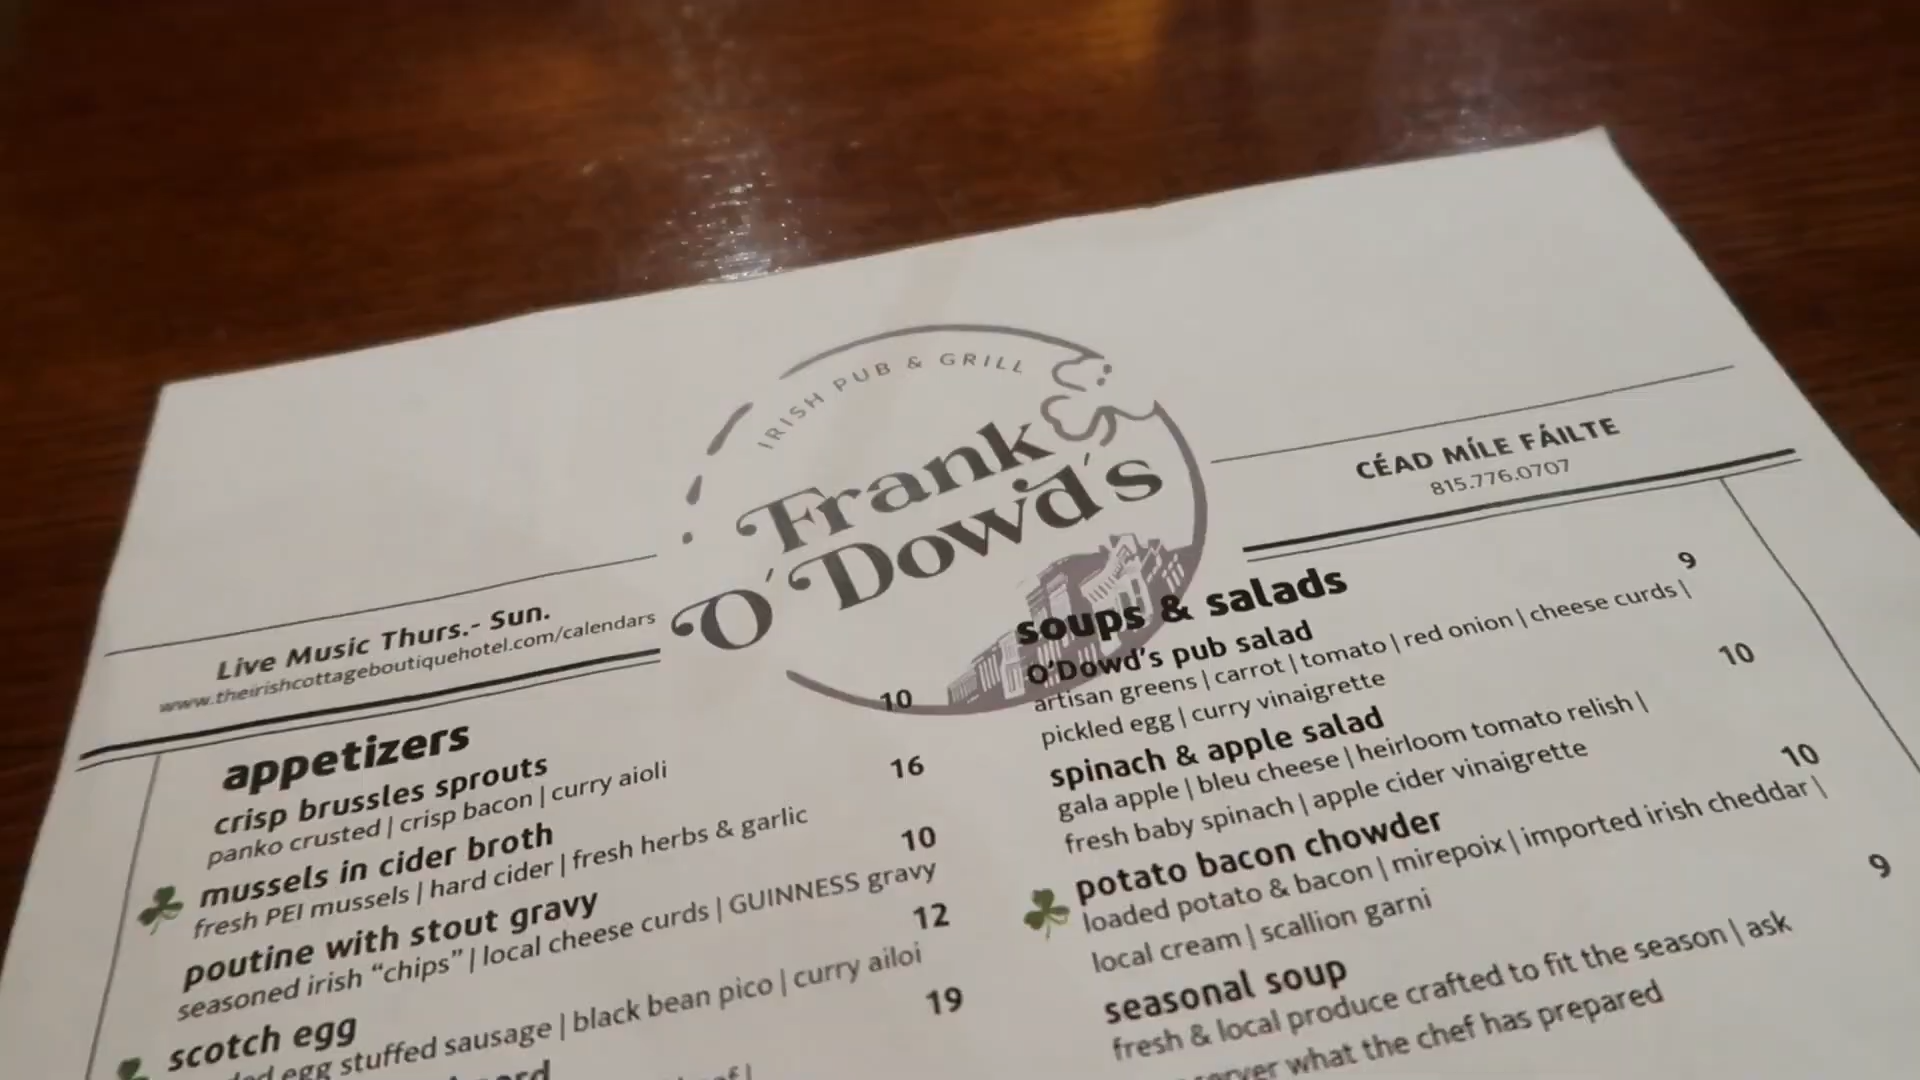 IRISH PUB & GRILL
Frank
O'Dowd's
Live Music Thurs.- Sun.
www.theirishcottageboutiquehotel.com/calendars
CÉAD MÍLE FÁILTE
815.776.0707
appetizers
crisp brussles sprouts 10
panko crusted | crisp bacon | curry aioli
mussels in cider broth 16
fresh PEI mussels | hard cider | fresh herbs & garlic
poutine with stout gravy 10
seasoned irish “chips” | local cheese curds | GUINNESS gravy
scotch egg 12
egg stuffed sausage | black bean pico | curry ailoi
19
soups & salads
O'Dowd's pub salad 9
artisan greens | carrot | tomato | red onion | cheese curds |
pickled egg | curry vinaigrette
spinach & apple salad 10
gala apple | bleu cheese | heirloom tomato relish |
fresh baby spinach | apple cider vinaigrette
potato bacon chowder 10
loaded potato & bacon | mirepoix | imported irish cheddar |
local cream | scallion garni
seasonal soup 9
fresh & local produce crafted to fit the season | ask
server what the chef has prepared